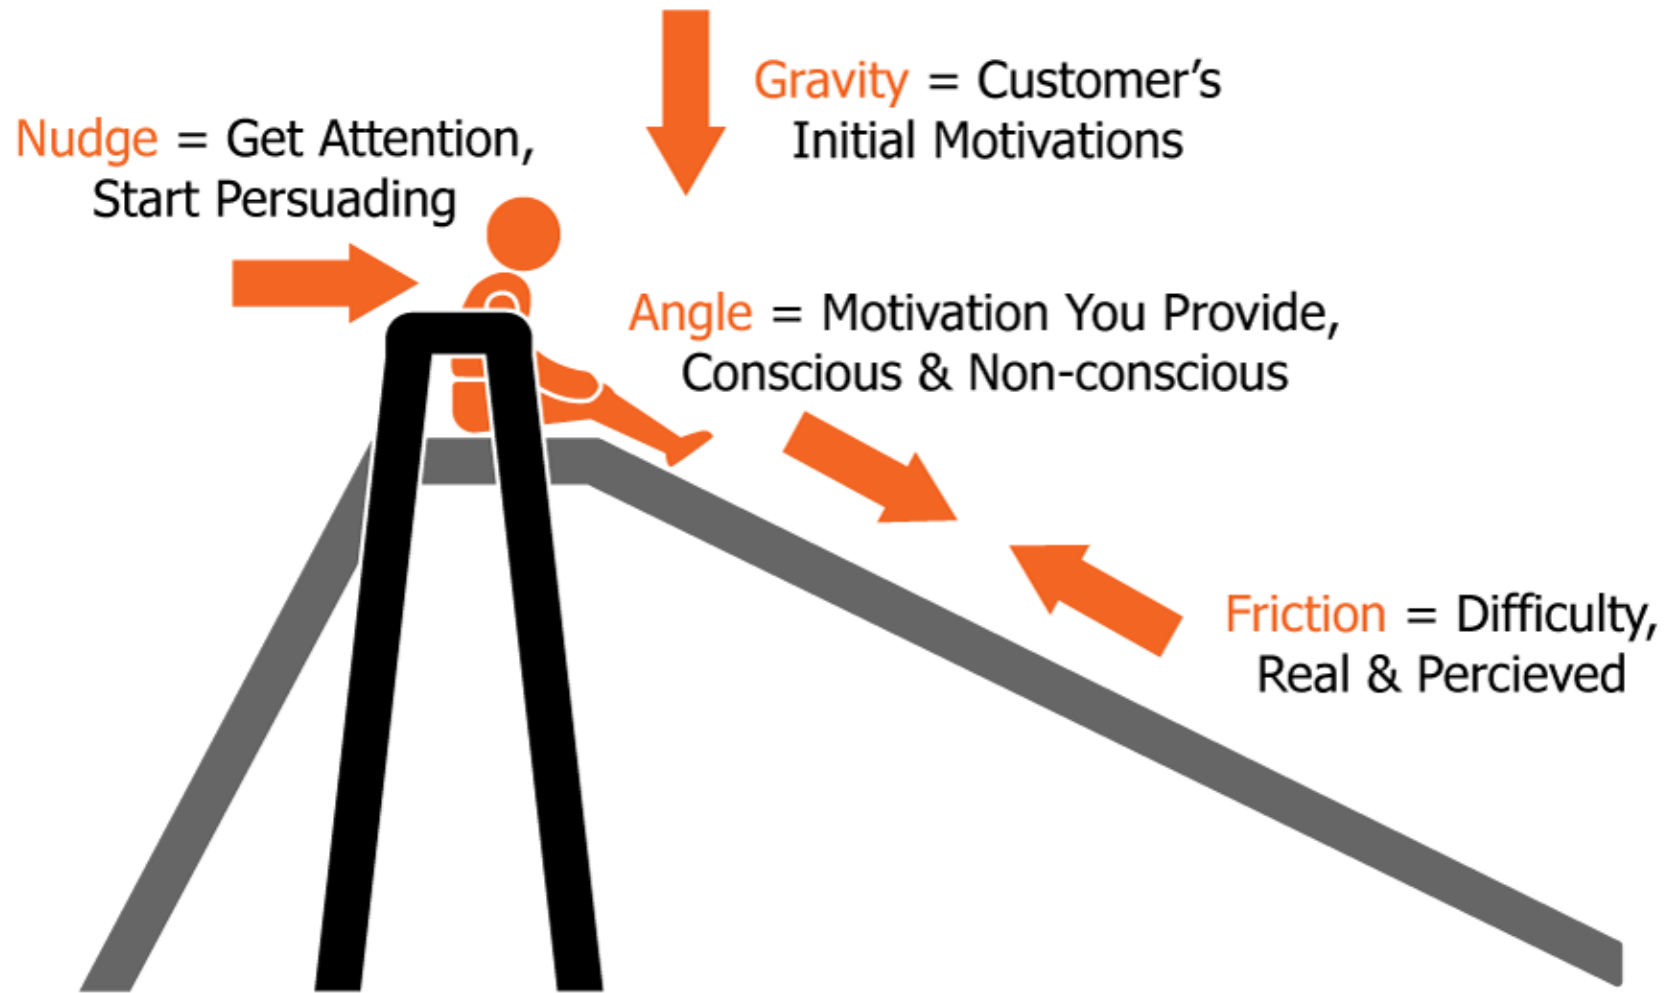 Gravity = Customer's
Initial Motivations
Nudge = Get Attention,
Start Persuading
Angle = Motivation You Provide,
Conscious & Non-conscious
Friction = Difficulty,
Real & Percieved